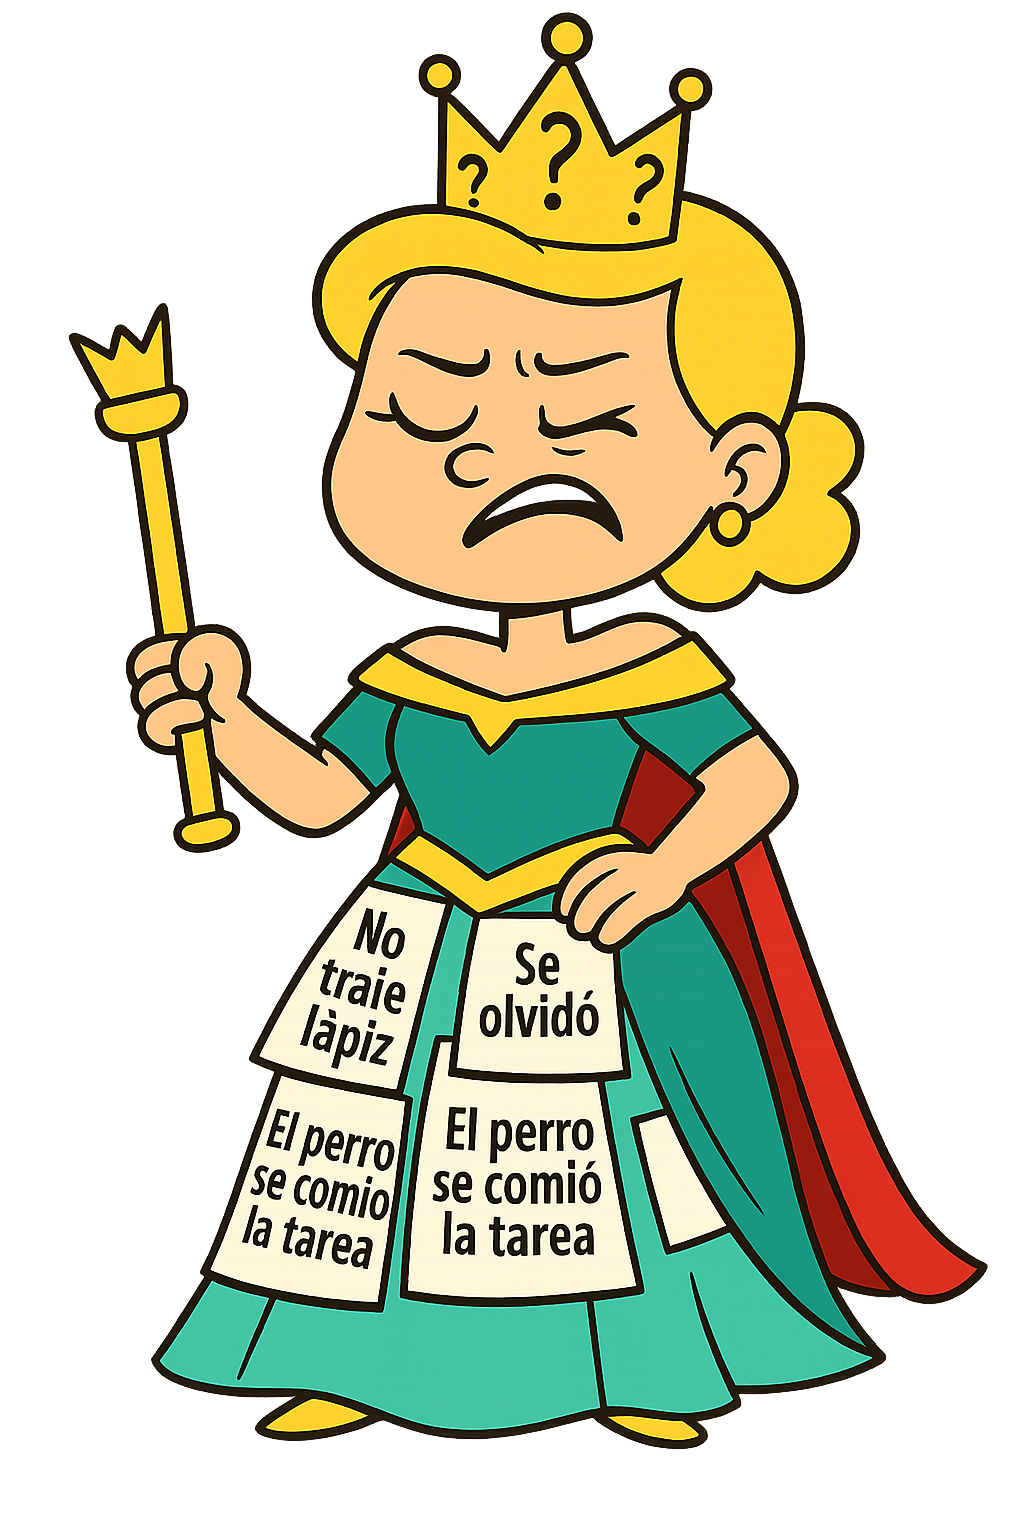 ? ? ?
No
traie
làpiz
Se
olvidó
El perro
se comio
la tarea
El perro
se comió
la tarea